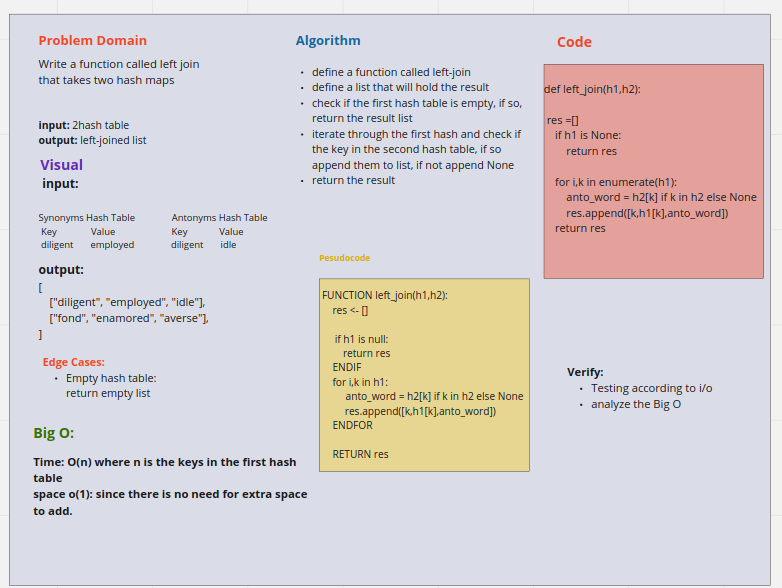 Problem Domain
Write a function called left join
that takes two hash maps
input: 2hash table
output: left-joined list
Visual
input:
Synonyms Hash Table Antonyms Hash Table
Key Value Key Value
diligent employed diligent idle
output:
[
["diligent", "employed", "idle"],
["fond", "enamored", "averse"],
]
Edge Cases:
• Empty hash table:
return empty list
Big O:
Time: O(n) where n is the keys in the first hash
table
space o(1): since there is no need for extra space
to add.
Algorithm
• define a function called left-join
• define a list that will hold the result
• check if the first hash table is empty, if so,
return the result list
• iterate through the first hash and check if
the key in the second hash table, if so
append them to list, if not append None
• return the result
Pesudocode
FUNCTION left_join(h1,h2):
res <- []
if h1 is null:
return res
ENDIF
for i,k in h1:
anto_word = h2[k] if k in h2 else None
res.append([k,h1[k],anto_word])
ENDFOR
RETURN res
Code
def left_join(h1,h2):
res =[]
if h1 is None:
return res
for i,k in enumerate(h1):
anto_word = h2[k] if k in h2 else None
res.append([k,h1[k],anto_word])
return res
Verify:
• Testing according to i/o
• analyze the Big O